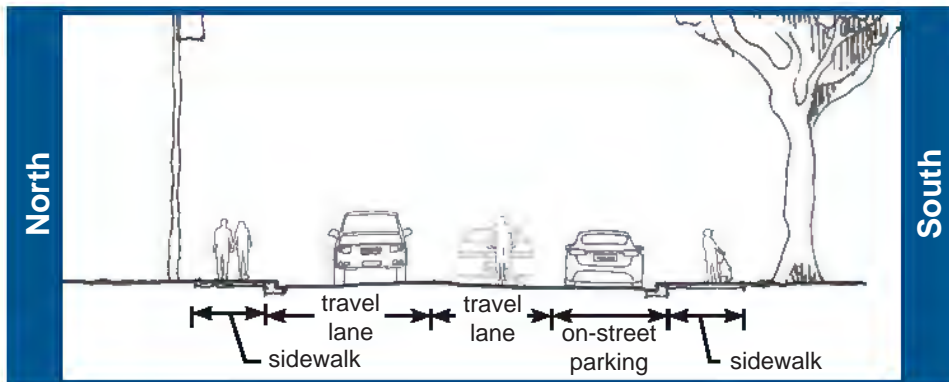 North
South
travel
lane
travel
lane
on-street
parking
sidewalk
sidewalk